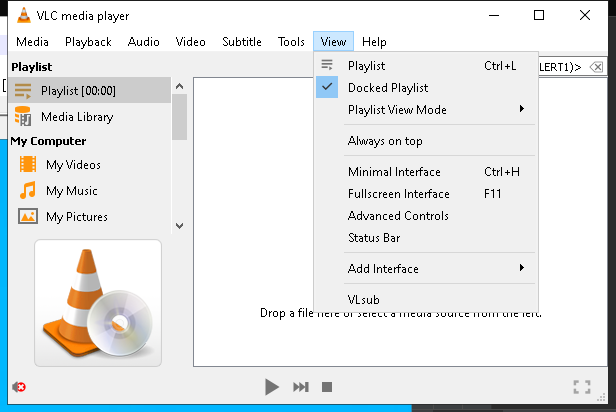 VLC media player
Media Playback Audio Video Subtitle Tools View Help
Playlist
Playlist [00:00]
Media Library
My Computer
My Videos
My Music
My Pictures
Playlist Ctrl+L
Docked Playlist
Playlist View Mode
Always on top
Minimal Interface Ctrl+H
Fullscreen Interface F11
Advanced Controls
Status Bar
Add Interface
VLsub
LERT1)>
Drop a file here or select a media source from the left.